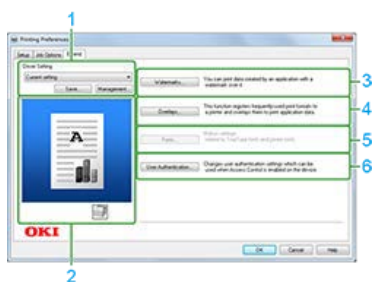 1
Printing Preferences
Setup Job Options Extend
Driver Setting
Current setting
Save... Management...
Watermarks... You can print data created by an application with a
watermark over it.
3
Overlays... This function registers frequently used print formats to
a printer and overlays them to print application data.
4
Fonts...
5
User Authentication... Changes user authentication settings which can be
used when Access Control is enabled on the device.
6
A
OKI
OK Cancel Help
2